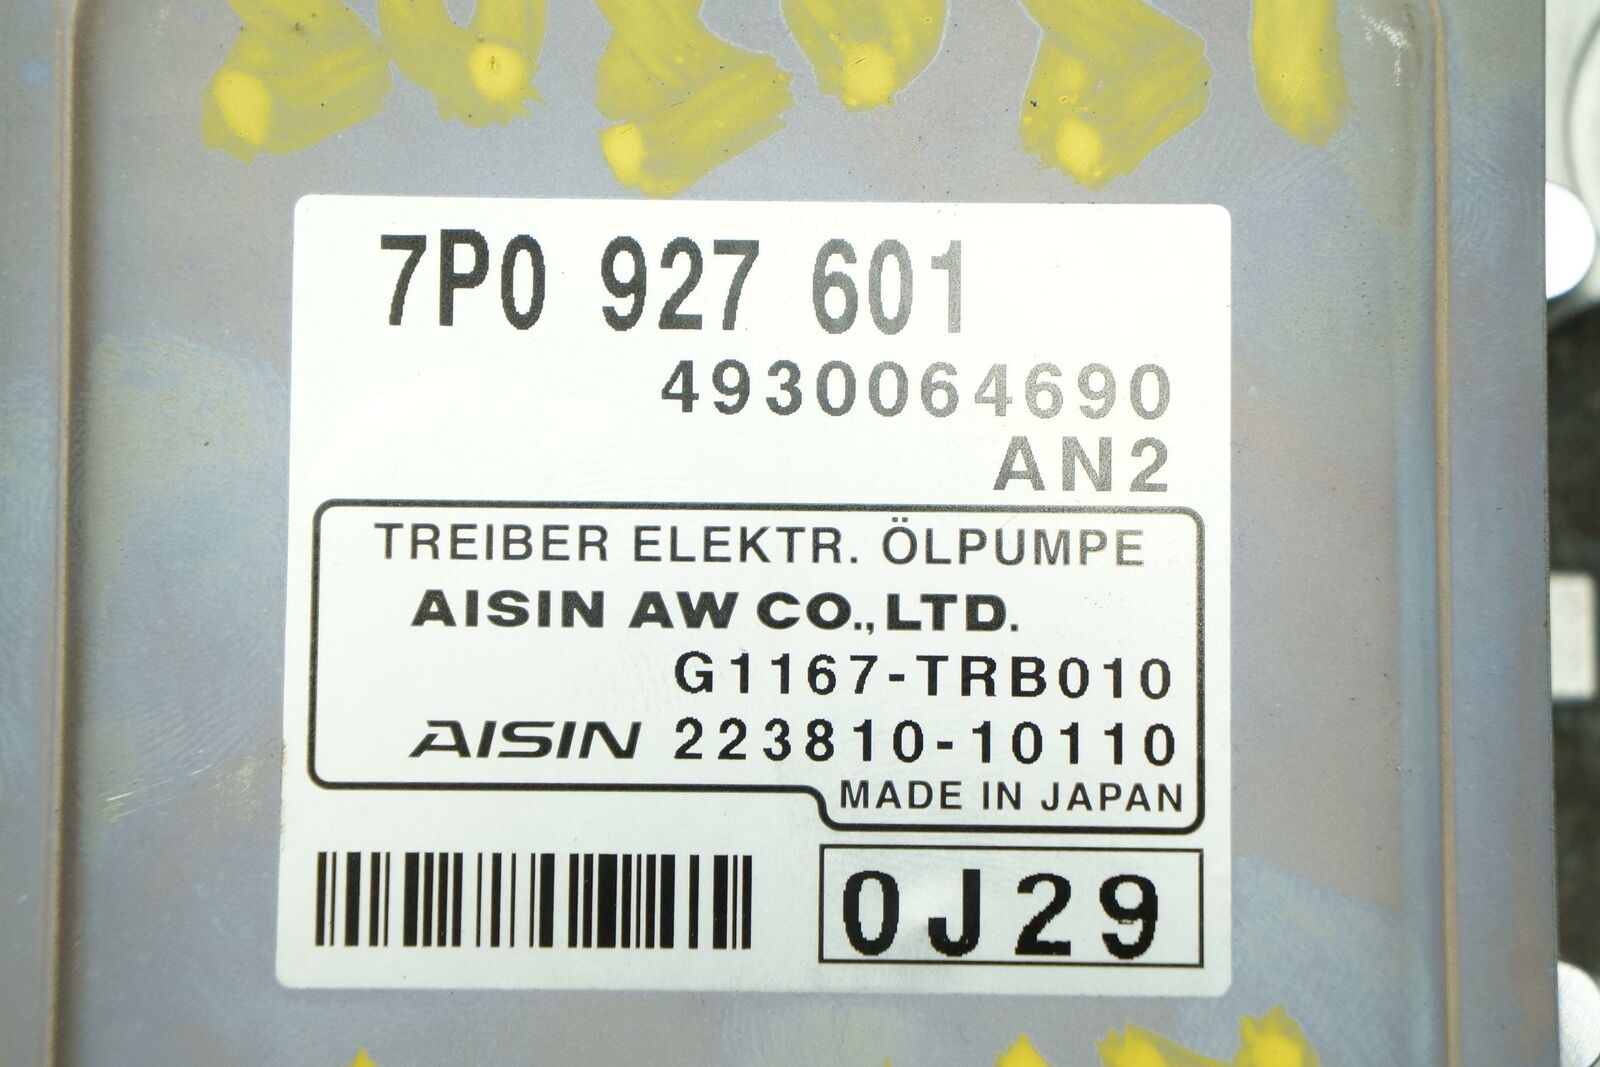 7P0 927 601
4930064690
AN2
TREIBER ELEKTR. ÖLPUMPE
AISIN AW CO.,LTD.
G1167-TRB010
AISIN 223810-10110
MADE IN JAPAN
0J29